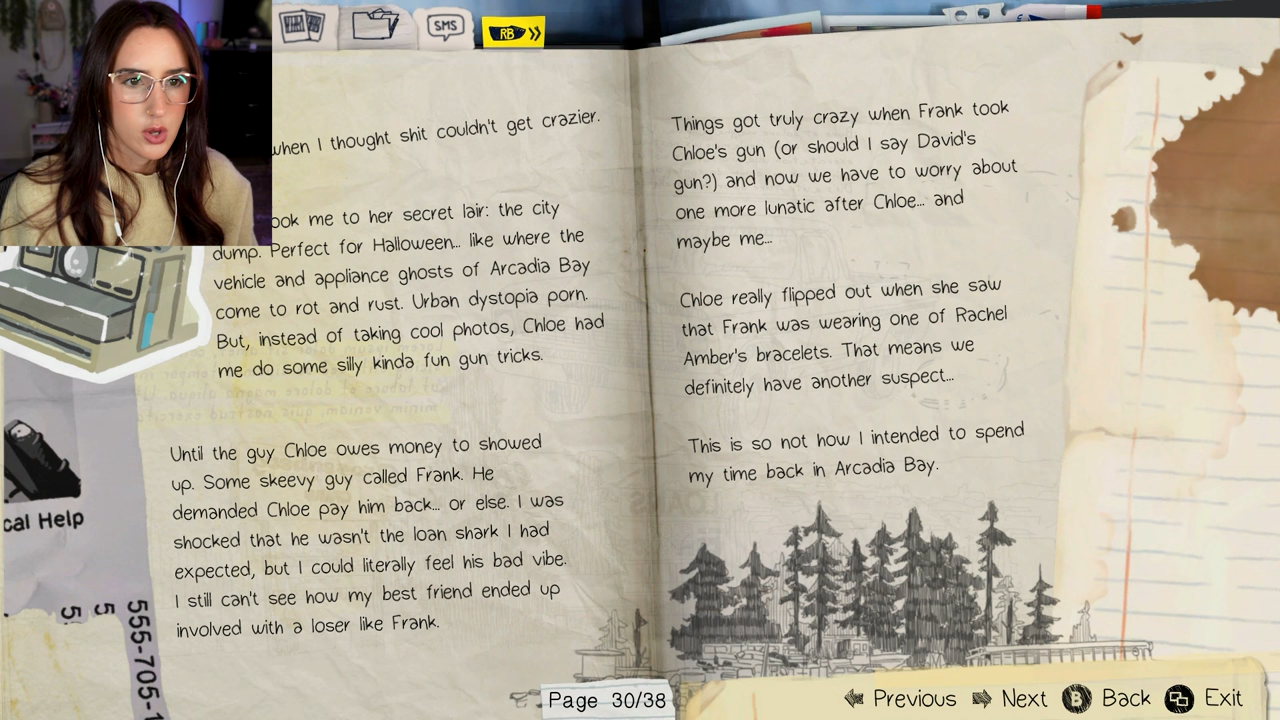 SMS
RB
when I thought shit couldn't get crazier.
ook me to her secret lair: the city
dump. Perfect for Halloween... like where the
vehicle and appliance ghosts of Arcadia Bay
come to rot and rust. Urban dystopia porn.
But, instead of taking cool photos, Chloe had
me do some silly kinda fun gun tricks.
Until the guy Chloe owes money to showed
up. Some skeevy guy called Frank. He
demanded Chloe pay him back... or else. I was
shocked that he wasn't the loan shark I had
expected, but I could literally feel his bad vibe.
I still can't see how my best friend ended up
involved with a loser like Frank.
cal Help
555-705-1
Things got truly crazy when Frank took
Chloe's gun (or should I say David's
gun?) and now we have to worry about
one more lunatic after Chloe... and
maybe me...
Chloe really flipped out when she saw
that Frank was wearing one of Rachel
Amber's bracelets. That means we
definitely have another suspect...
This is so not how I intended to spend
my time back in Arcadia Bay.
Page 30/38
Previous Next B Back Exit